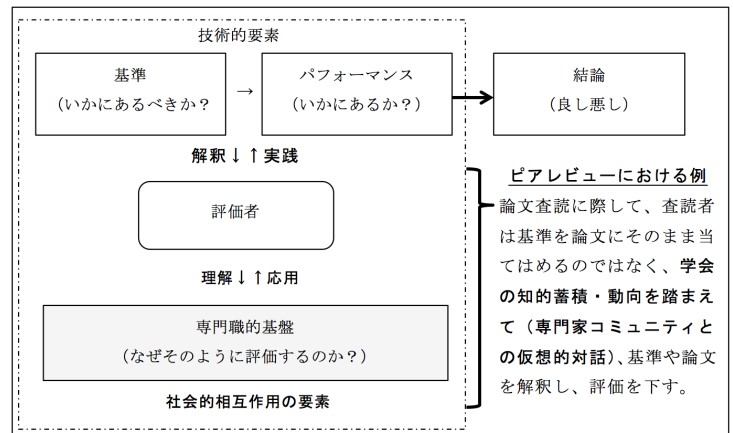 技術的要素
基準
(いかにあるべきか?
→
パフォーマンス
(いかにあるか?)
結論
(良し悪し)
解釈↓↑実践
評価者
理解↓↑応用
専門職的基盤
(なぜそのように評価するのか?)
社会的相互作用の要素
ピアレビューにおける例
論文査読に際して、査読者
は基準を論文にそのまま当
てはめるのではなく、学会
の知的蓄積・動向を踏まえ
て(専門家コミュニティと
の仮想的対話)、基準や論文
を解釈し、評価を下す。